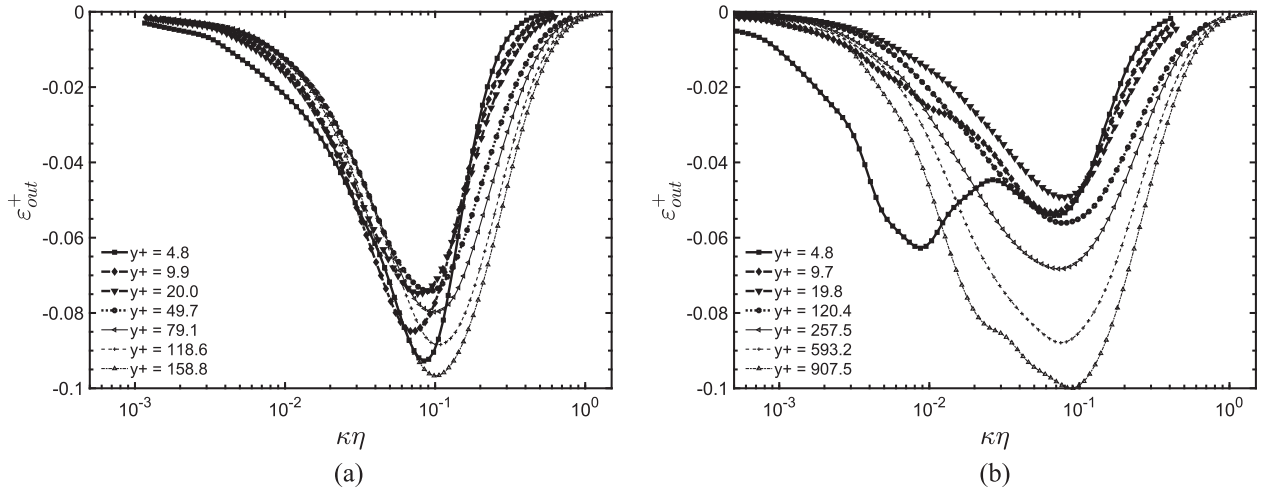 0
-0.02
-0.04
-0.06
-0.08
-0.1
ε⁺out
y+ = 4.8
y+ = 9.9
y+ = 20.0
y+ = 49.7
y+ = 79.1
y+ = 118.6
y+ = 158.8
10⁻³ 10⁻² 10⁻¹ 10⁰
κη
(a)
0
-0.02
-0.04
-0.06
-0.08
-0.1
ε⁺out
y+ = 4.8
y+ = 9.7
y+ = 19.8
y+ = 120.4
y+ = 257.5
y+ = 593.2
y+ = 907.5
10⁻³ 10⁻² 10⁻¹ 10⁰
κη
(b)